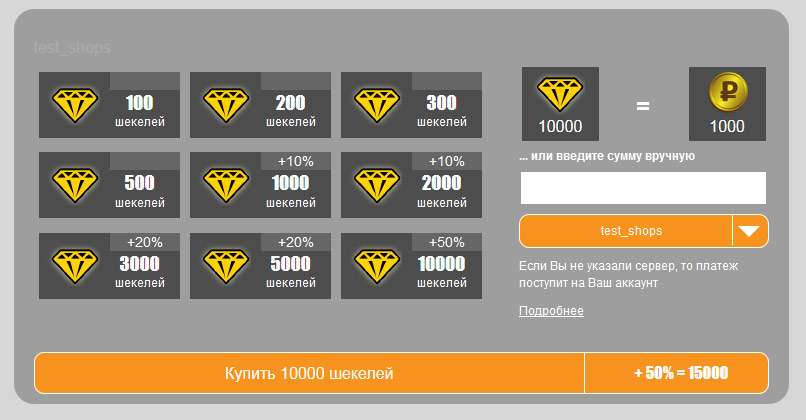 test_shops
100
шекелей
200
шекелей
300
шекелей
500
шекелей
+10%
1000
шекелей
+10%
2000
шекелей
+20%
3000
шекелей
+20%
5000
шекелей
+50%
10000
шекелей
10000
=
₽
1000
... или введите сумму вручную
test_shops
Если Вы не указали сервер, то платеж
поступит на Ваш аккаунт
Подробнее
Купить 10000 шекелей
+ 50% = 15000